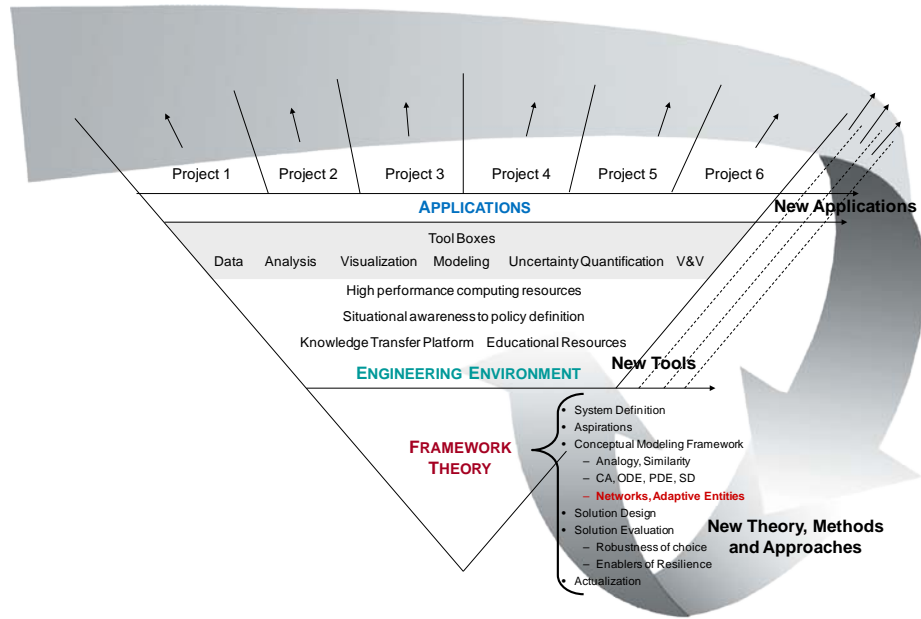 Project 1 Project 2 Project 3 Project 4 Project 5 Project 6
APPLICATIONS
New Applications
Tool Boxes
Data Analysis Visualization Modeling Uncertainty Quantification V&V
High performance computing resources
Situational awareness to policy definition
Knowledge Transfer Platform Educational Resources
New Tools
ENGINEERING ENVIRONMENT
FRAMEWORK
THEORY
• System Definition
• Aspirations
• Conceptual Modeling Framework
– Analogy, Similarity
– CA, ODE, PDE, SD
– Networks, Adaptive Entities
• Solution Design
• Solution Evaluation
– Robustness of choice
– Enablers of Resilience
• Actualization
New Theory, Methods
and Approaches